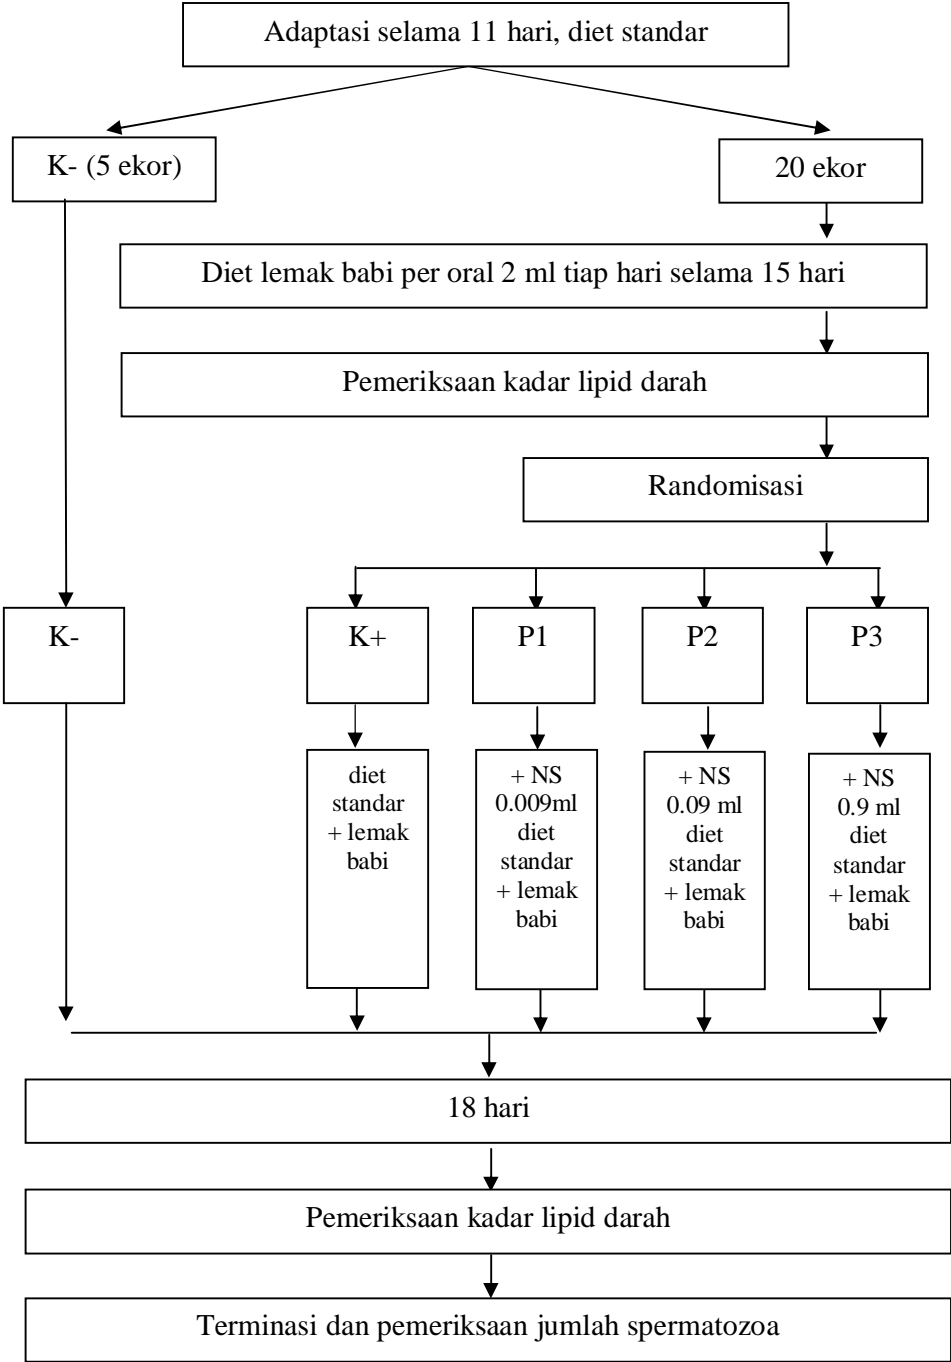 Adaptasi selama 11 hari, diet standar
K- (5 ekor)
20 ekor
Diet lemak babi per oral 2 ml tiap hari selama 15 hari
Pemeriksaan kadar lipid darah
Randomisasi
K-
K+
P1
P2
P3
diet
standar
+ lemak
babi
+ NS
0.009ml
diet
standar
+ lemak
babi
+ NS
0.09 ml
diet
standar
+ lemak
babi
+ NS
0.9 ml
diet
standar
+ lemak
babi
18 hari
Pemeriksaan kadar lipid darah
Terminasi dan pemeriksaan jumlah spermatozoa